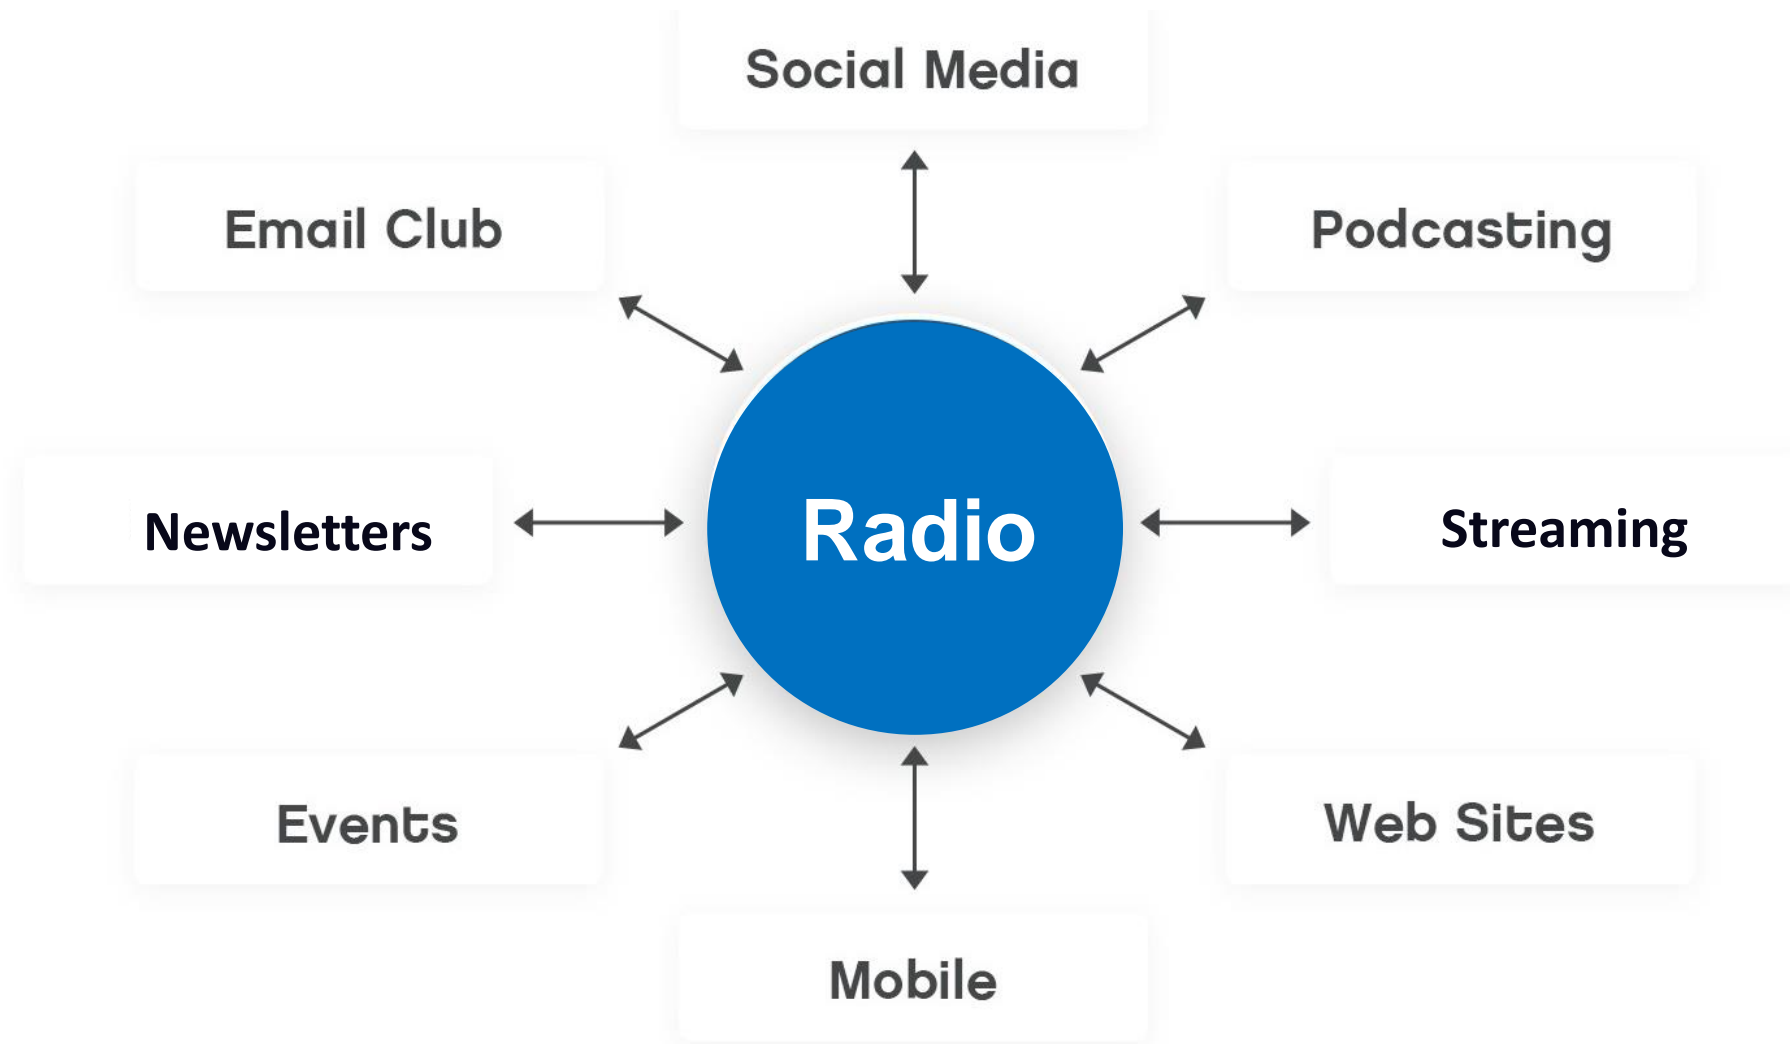 Social Media
Email Club
Podcasting
Newsletters
Radio
Streaming
Events
Web Sites
Mobile